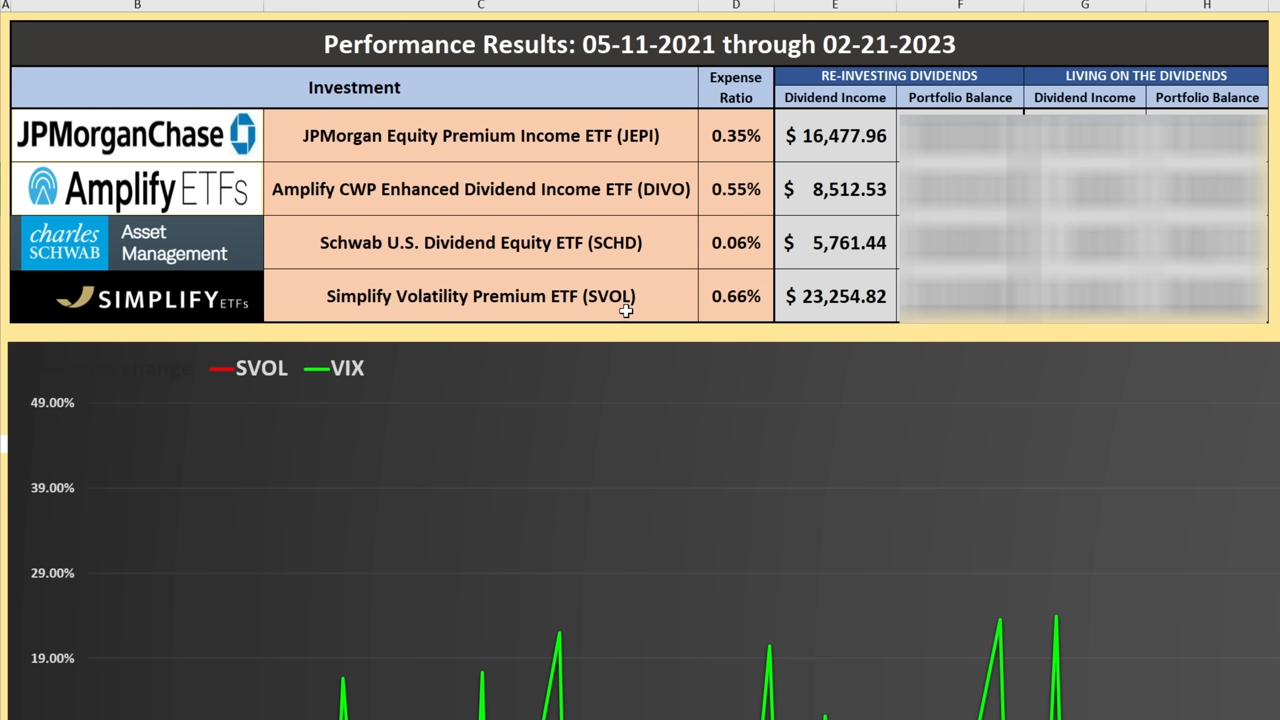 A B C D E F G H
Performance Results: 05-11-2021 through 02-21-2023
Investment Expense Ratio RE-INVESTING DIVIDENDS LIVING ON THE DIVIDENDS
Dividend Income Portfolio Balance Dividend Income Portfolio Balance
JPMorganChase JPMorgan Equity Premium Income ETF (JEPI) 0.35% $ 16,477.96
Amplify ETFs Amplify CWP Enhanced Dividend Income ETF (DIVO) 0.55% $ 8,512.53
charles SCHWAB Asset Management Schwab U.S. Dividend Equity ETF (SCHD) 0.06% $ 5,761.44
SIMPLIFY ETFs Simplify Volatility Premium ETF (SVOL) 0.66% $ 23,254.82
change SVOL VIX
49.00%
39.00%
29.00%
19.00%